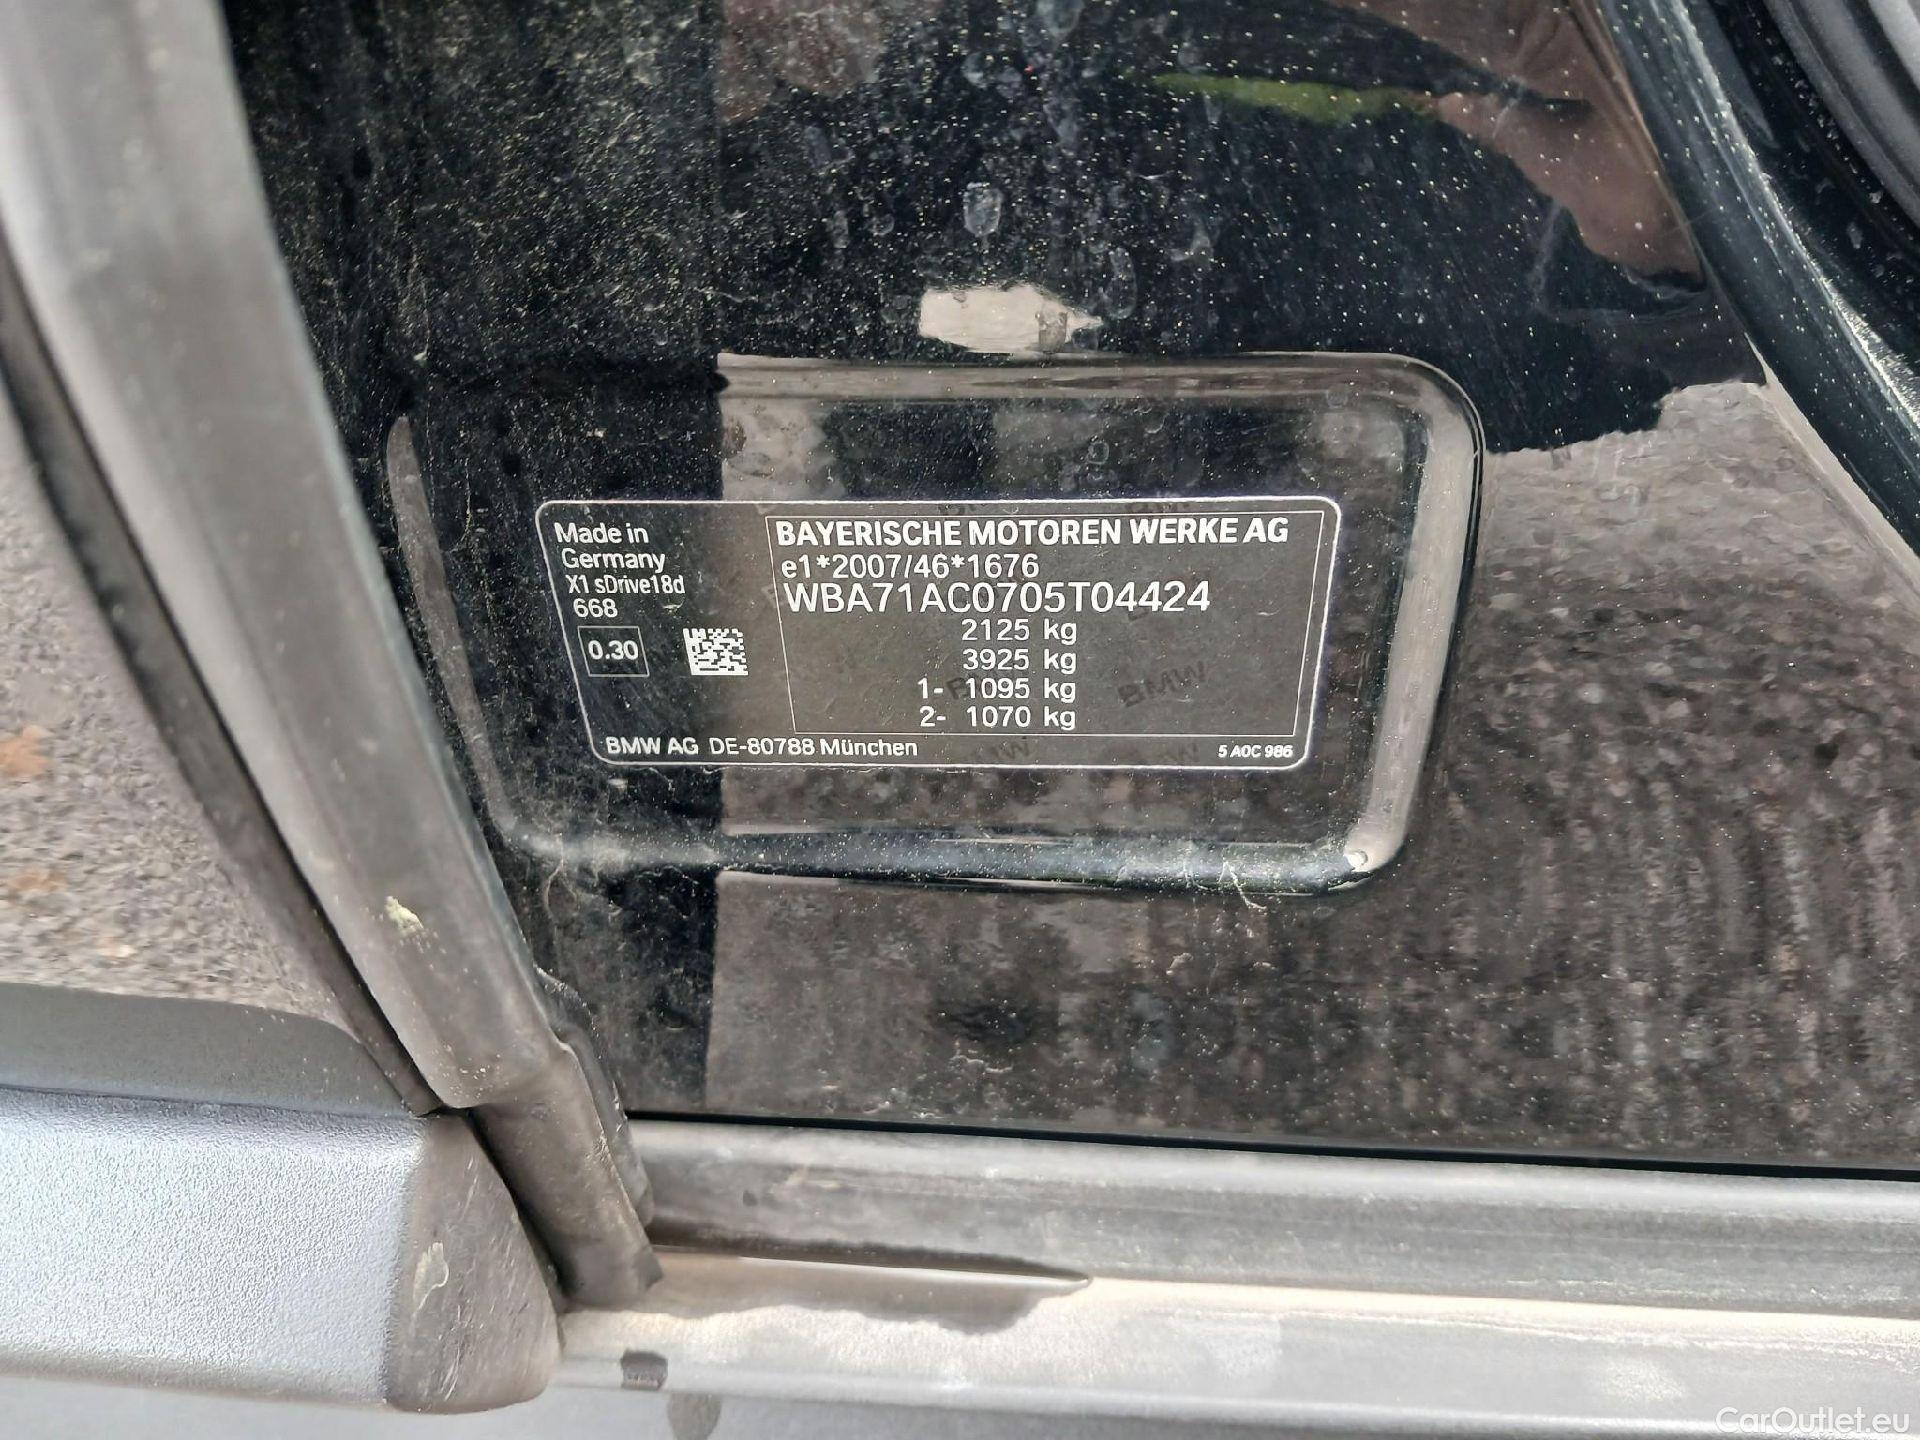 Made in
Germany
X1 sDrive18d
668
0.30
BAYERISCHE MOTOREN WERKE AG
e1*2007/46*1676
WBA71AC0705T04424
2125 kg
3925 kg
1- 1095 kg
2- 1070 kg
BMW AG DE-80788 München
5 A0C 986
CarOutlet.eu